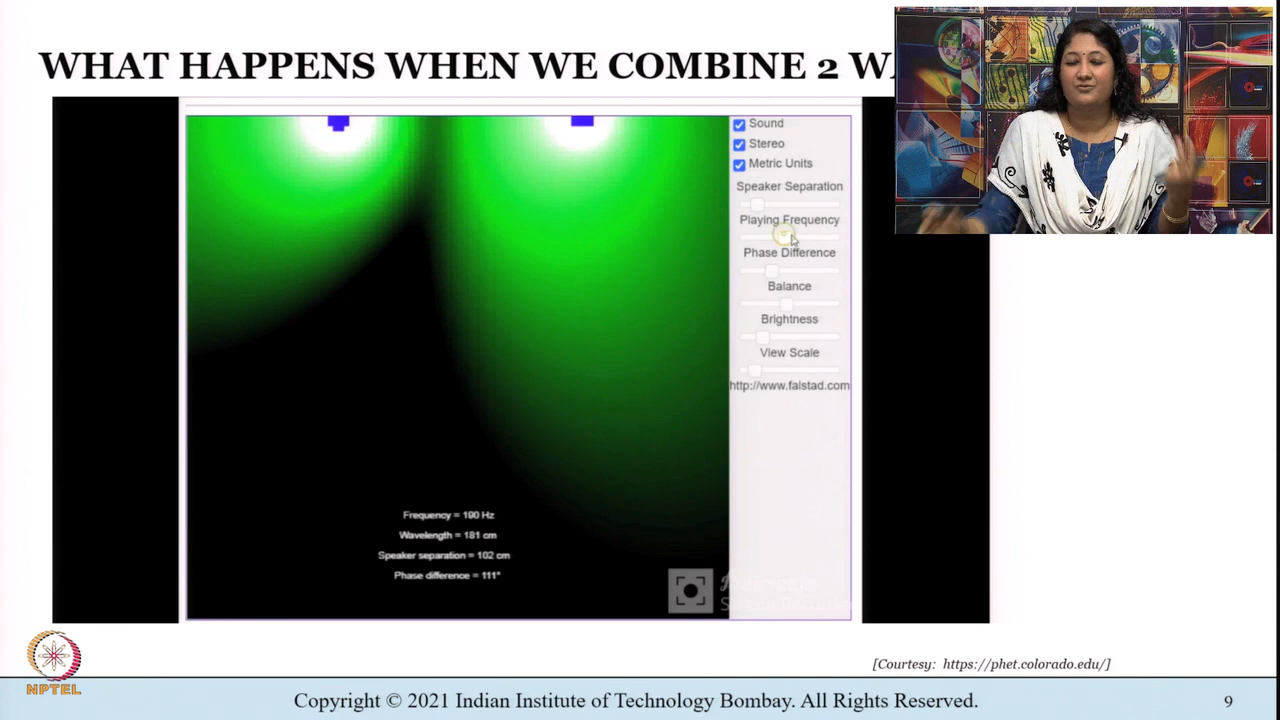 WHAT HAPPENS WHEN WE COMBINE 2
Sound
Stereo
Metric Units
Speaker Separation
Playing Frequency
Phase Difference
Balance
Brightness
View Scale
http://www.falstad.com
Frequency = 190 Hz
Wavelength = 181 cm
Speaker separation = 102 cm
Phase difference = 111°
[Courtesy: https://phet.colorado.edu/]
NPTEL
Copyright © 2021 Indian Institute of Technology Bombay. All Rights Reserved.
9